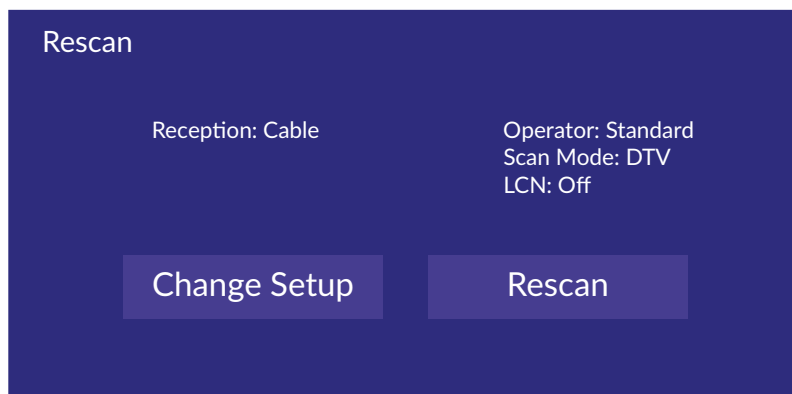 Rescan
Reception: Cable
Operator: Standard
Scan Mode: DTV
LCN: Off
Change Setup
Rescan